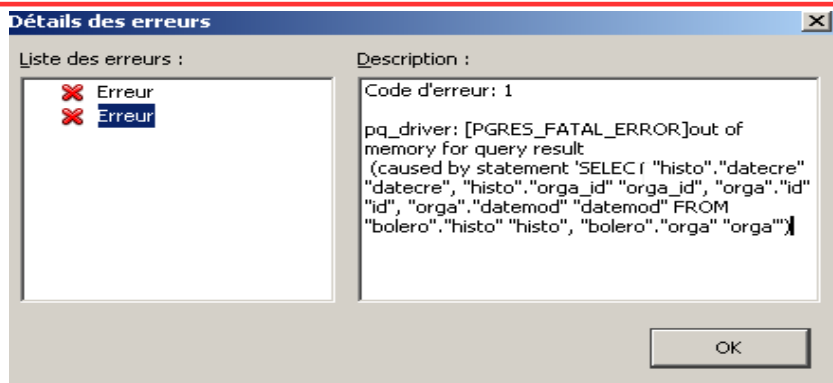 Détails des erreurs
Liste des erreurs :
Erreur
Erreur
Description :
Code d'erreur: 1
pq_driver: [PGRES_FATAL_ERROR]out of
memory for query result
(caused by statement 'SELECT "histo"."datecre"
"datecre", "histo"."orga_id" "orga_id", "orga"."id"
"id", "orga"."datemod" "datemod" FROM
"bolero"."histo" "histo", "bolero"."orga" "orga"')
OK